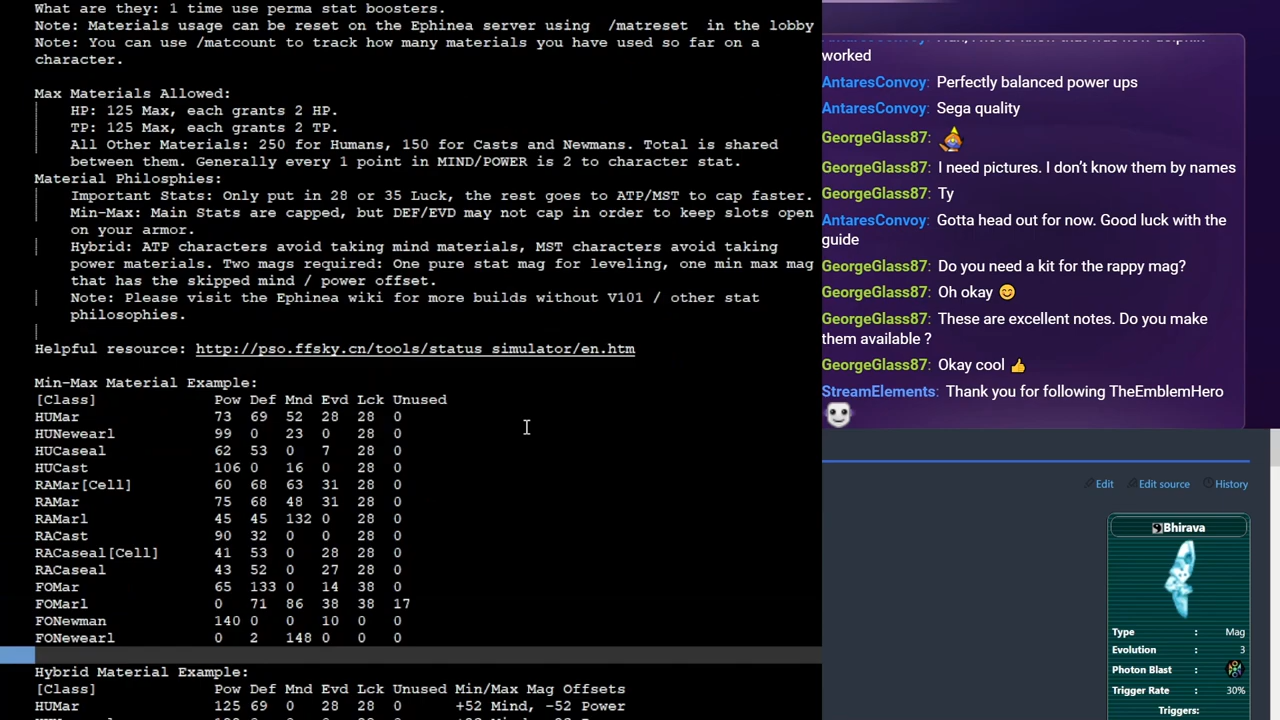 What are they: 1 time use perma stat boosters.
Note: Materials usage can be reset on the Ephinea server using  /matreset  in the lobby
Note: You can use /matcount to track how many materials you have used so far on a
character.
Max Materials Allowed:
HP: 125 Max, each grants 2 HP.
TP: 125 Max, each grants 2 TP.
All Other Materials: 250 for Humans, 150 for Casts and Newmans. Total is shared
between them. Generally every 1 point in MIND/POWER is 2 to character stat.
Material Philosphies:
Important Stats: Only put in 28 or 35 Luck, the rest goes to ATP/MST to cap faster.
Min-Max: Main Stats are capped, but DEF/EVD may not cap in order to keep slots open
on your armor.
Hybrid: ATP characters avoid taking mind materials, MST characters avoid taking
power materials. Two mags required: One pure stat mag for leveling, one min max mag
that has the skipped mind / power offset.
Note: Please visit the Ephinea wiki for more builds without V101 / other stat
philosophies.
Helpful resource: http://pso.ffsky.cn/tools/status_simulator/en.htm
Min-Max Material Example:
[Class] Pow Def Mnd Evd Lck Unused
HUMar 73 69 52 28 28 0
HUNewearl 99 0 23 0 28 0
HUCaseal 62 53 0 7 28 0
HUCast 106 0 16 0 28 0
RAMar[Cell] 60 68 63 31 28 0
RAMar 75 68 48 31 28 0
RAMarl 45 45 132 0 28 0
RACast 90 32 0 0 28 0
RACaseal[Cell] 41 53 0 28 28 0
RACaseal 43 52 0 27 28 0
FOMar 65 133 0 14 38 0
FOMarl 0 71 86 38 38 17
FONewman 140 0 0 10 0 0
FONewearl 0 2 148 0 0 0
Hybrid Material Example:
[Class] Pow Def Mnd Evd Lck Unused Min/Max Mag Offsets
HUMar 125 69 0 28 28 0 +52 Mind, -52 Power
worked
AntaresConvoy: Perfectly balanced power ups
AntaresConvoy: Sega quality
GeorgeGlass87:
GeorgeGlass87: I need pictures. I don't know them by names
GeorgeGlass87: Ty
AntaresConvoy: Gotta head out for now. Good luck with the
guide
GeorgeGlass87: Do you need a kit for the rappy mag?
GeorgeGlass87: Oh okay 😊
GeorgeGlass87: These are excellent notes. Do you make
them available ?
GeorgeGlass87: Okay cool 👍
StreamElements: Thank you for following TheEmblemHero
Edit Edit source History
Bhirava
Type : Mag
Evolution : 3
Photon Blast :
Trigger Rate : 30%
Triggers: